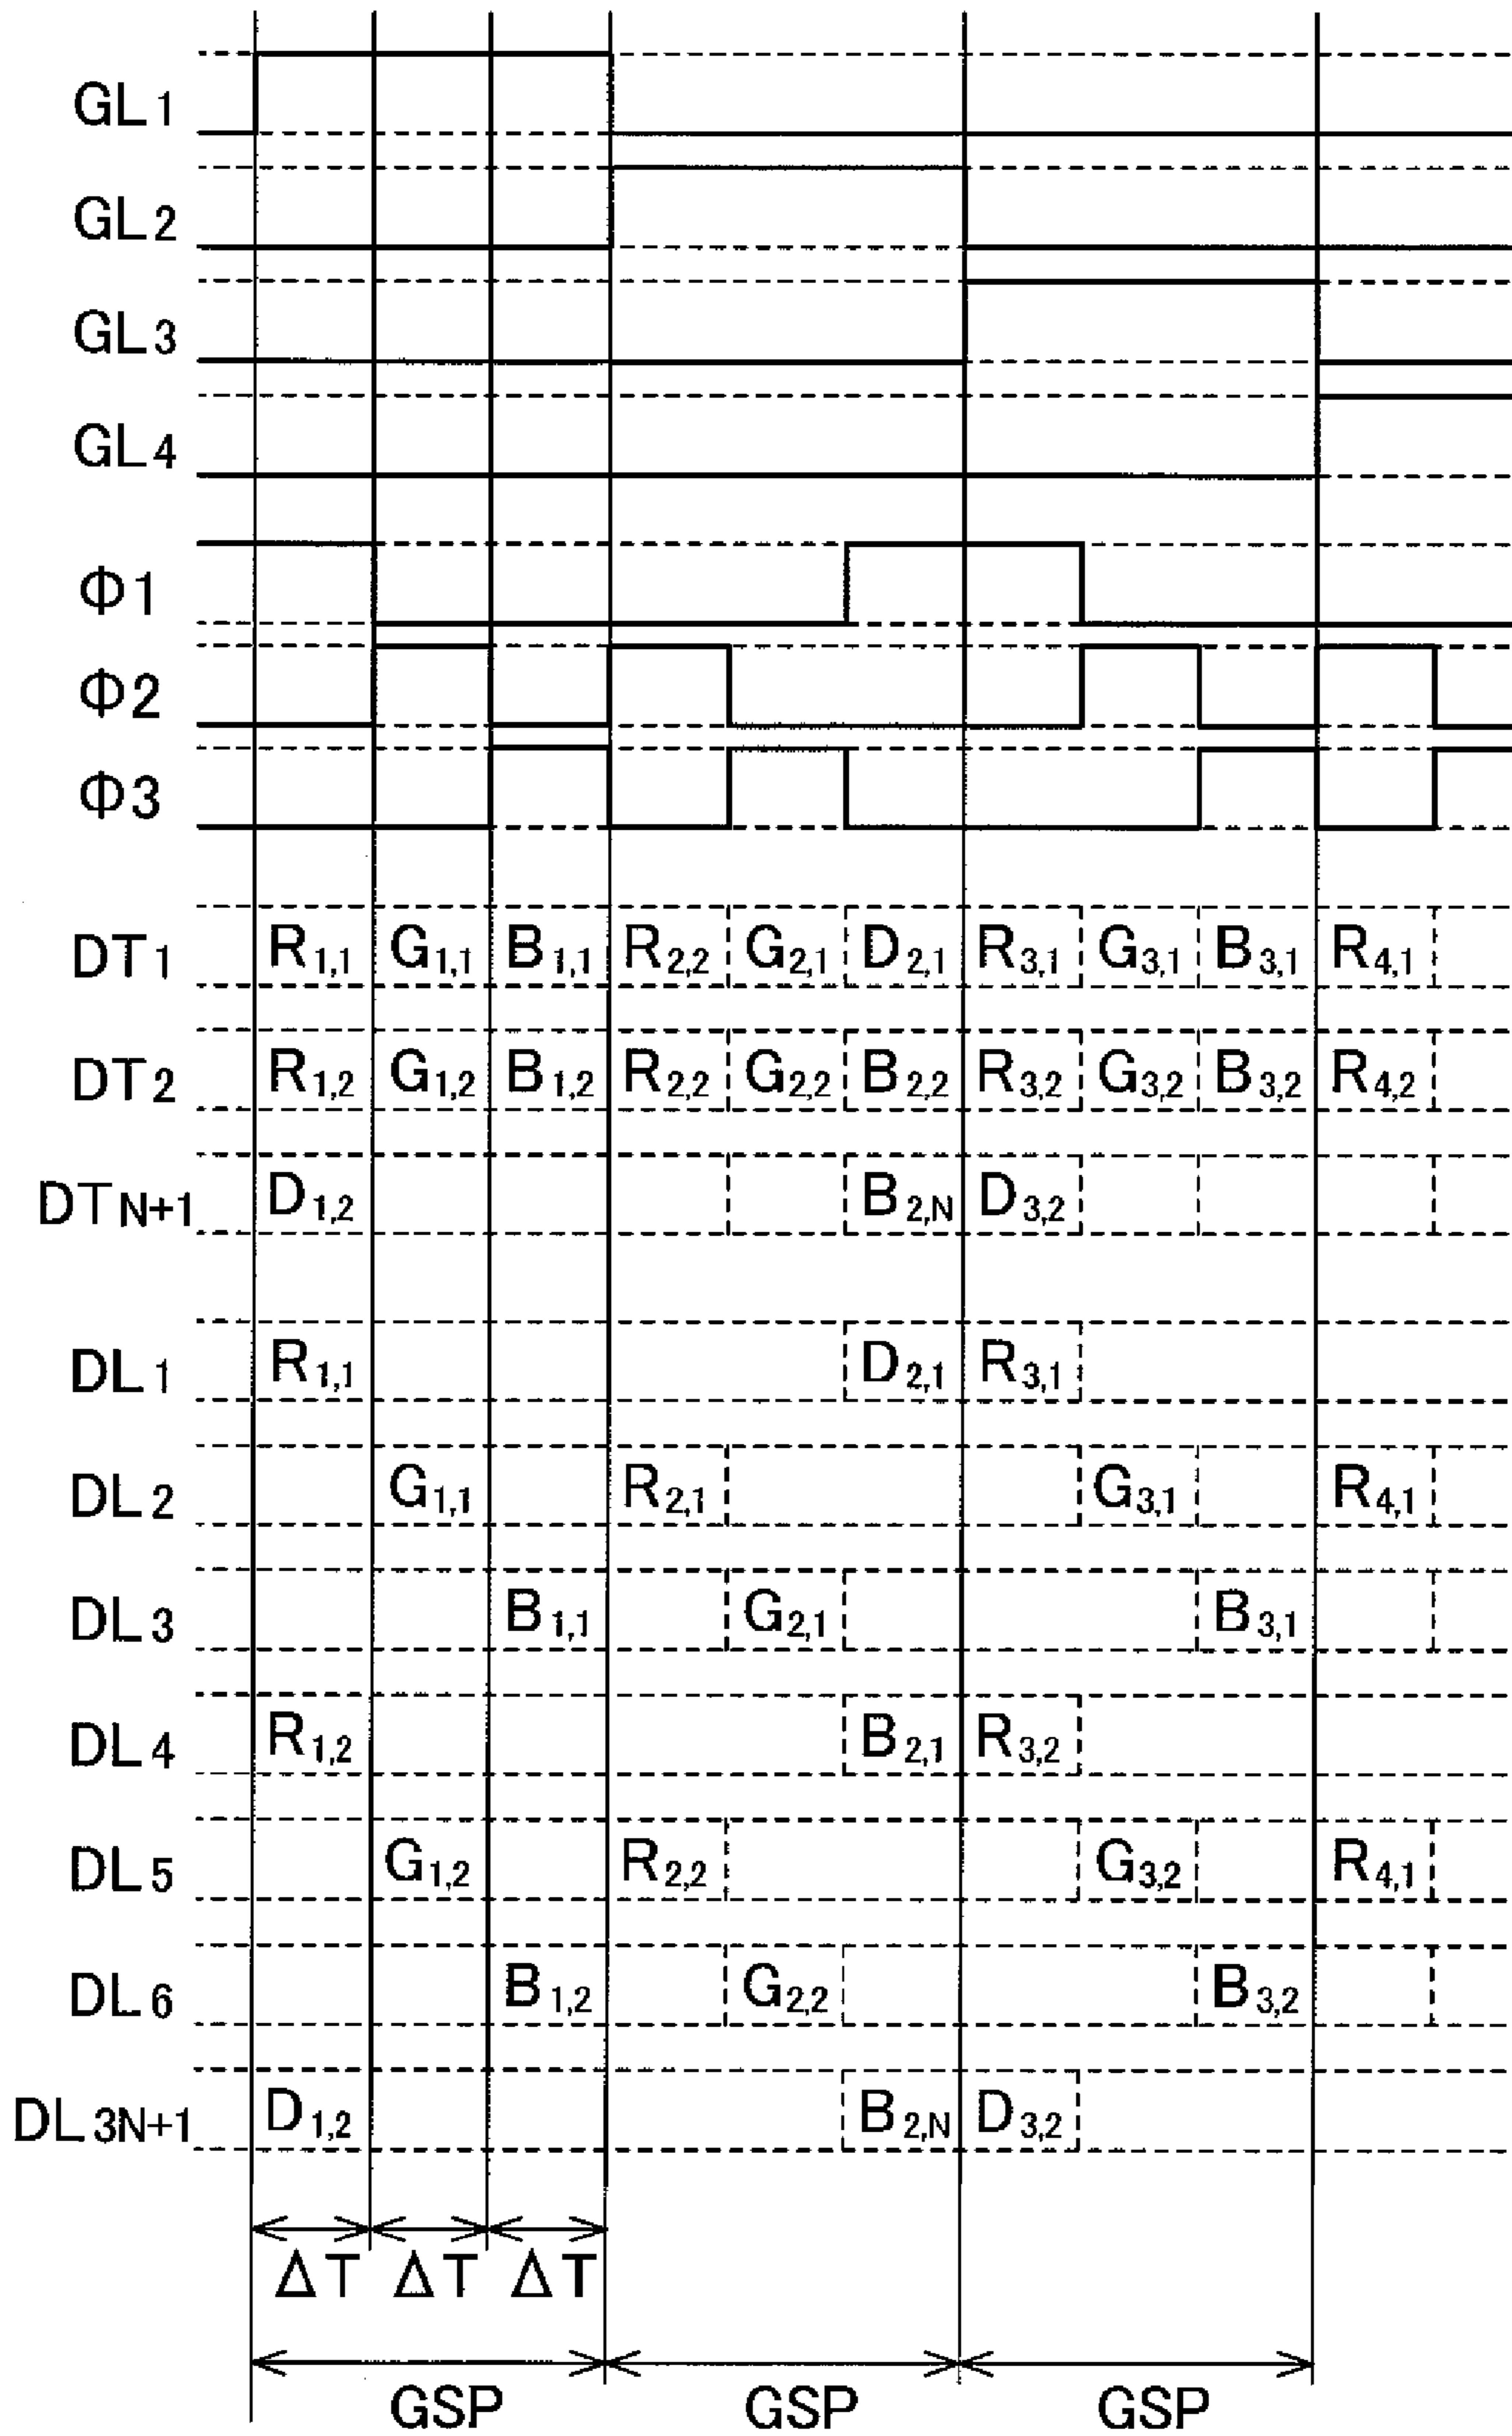 GL1
GL2
GL3
GL4
Φ1
Φ2
Φ3
DT1 R1,1 G1,1 B1,1 R2,2 G2,1 D2,1 R3,1 G3,1 B3,1 R4,1
DT2 R1,2 G1,2 B1,2 R2,2 G2,2 B2,2 R3,2 G3,2 B3,2 R4,2
DTN+1 D1,2 B2,N D3,2
DL1 R1,1 D2,1 R3,1
DL2 G1,1 R2,1 G3,1 R4,1
DL3 B1,1 G2,1 B3,1
DL4 R1,2 B2,1 R3,2
DL5 G1,2 R2,2 G3,2 R4,1
DL6 B1,2 G2,2 B3,2
DL3N+1 D1,2 B2,N D3,2
ΔT ΔT ΔT
GSP GSP GSP